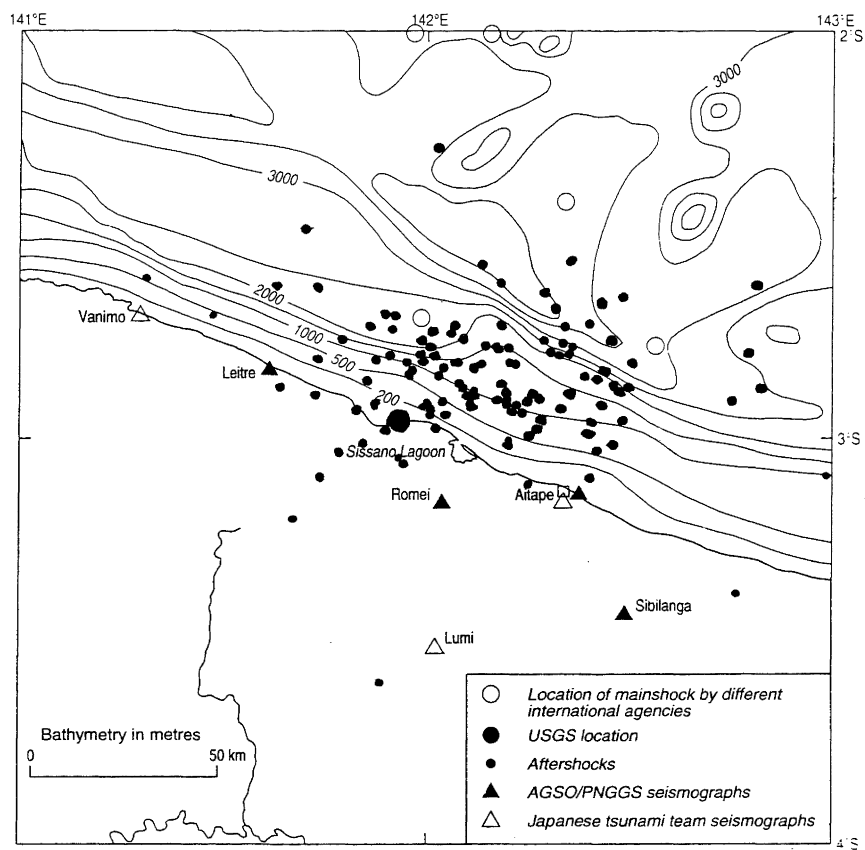 141°E
142°E
143°E
2°S
3000
3000
2000
Vanimo
1000
500
Leitre
200
3°S
Sissano Lagoon
Romei
Aitape
Sibilanga
Lumi
Location of mainshock by different
international agencies
Bathymetry in metres
USGS location
0
50 km
Aftershocks
AGSO/PNGGS seismographs
Japanese tsunami team seismographs
4°S